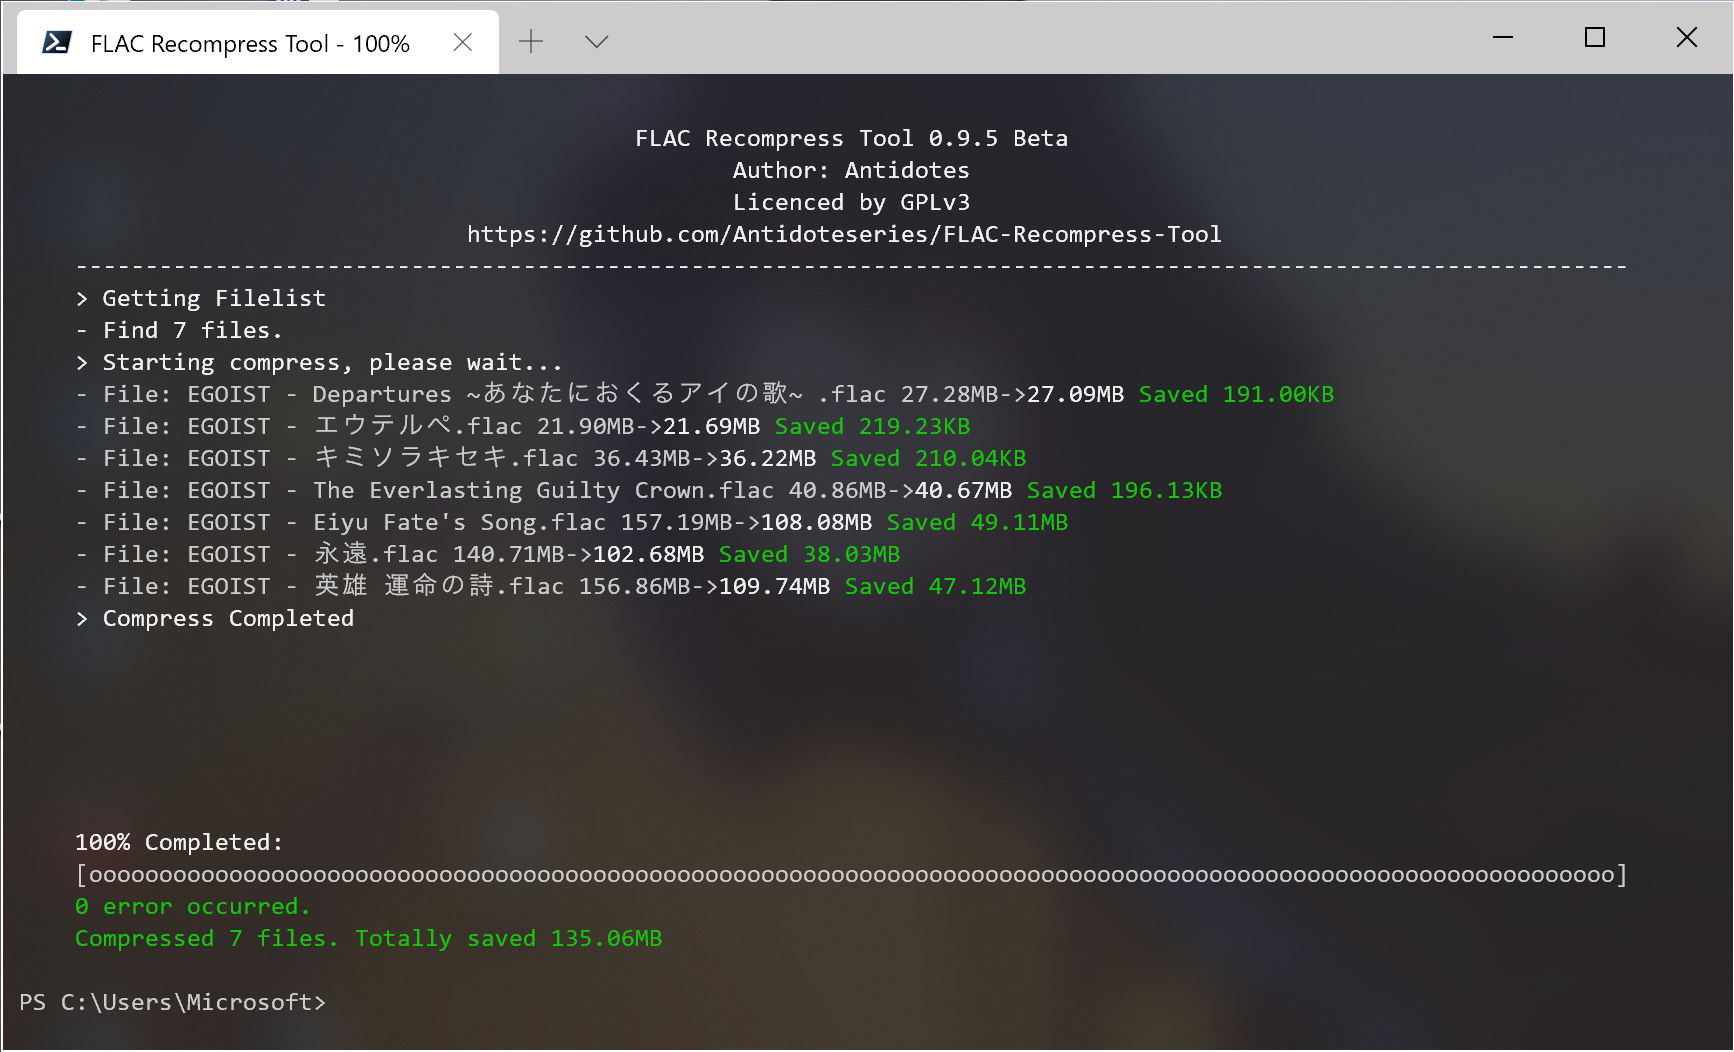 FLAC Recompress Tool - 100%
FLAC Recompress Tool 0.9.5 Beta
Author: Antidotes
Licenced by GPLv3
https://github.com/Antidoteseries/FLAC-Recompress-Tool
---------------------------------------------------------------------------------------------------------------
> Getting Filelist
- Find 7 files.
> Starting compress, please wait...
- File: EGOIST - Departures ~あなたにおくるアイの歌~ .flac 27.28MB->27.09MB Saved 191.00KB
- File: EGOIST - エウテルペ.flac 21.90MB->21.69MB Saved 219.23KB
- File: EGOIST - キミソラキセキ.flac 36.43MB->36.22MB Saved 210.04KB
- File: EGOIST - The Everlasting Guilty Crown.flac 40.86MB->40.67MB Saved 196.13KB
- File: EGOIST - Eiyu Fate's Song.flac 157.19MB->108.08MB Saved 49.11MB
- File: EGOIST - 永遠.flac 140.71MB->102.68MB Saved 38.03MB
- File: EGOIST - 英雄 運命の詩.flac 156.86MB->109.74MB Saved 47.12MB
> Compress Completed
100% Completed:
[ooooooooooooooooooooooooooooooooooooooooooooooooooooooooooooooooooooooooooooooooooooooooooooooooooooooooooooo]
0 error occurred.
Compressed 7 files. Totally saved 135.06MB
PS C:\Users\Microsoft>